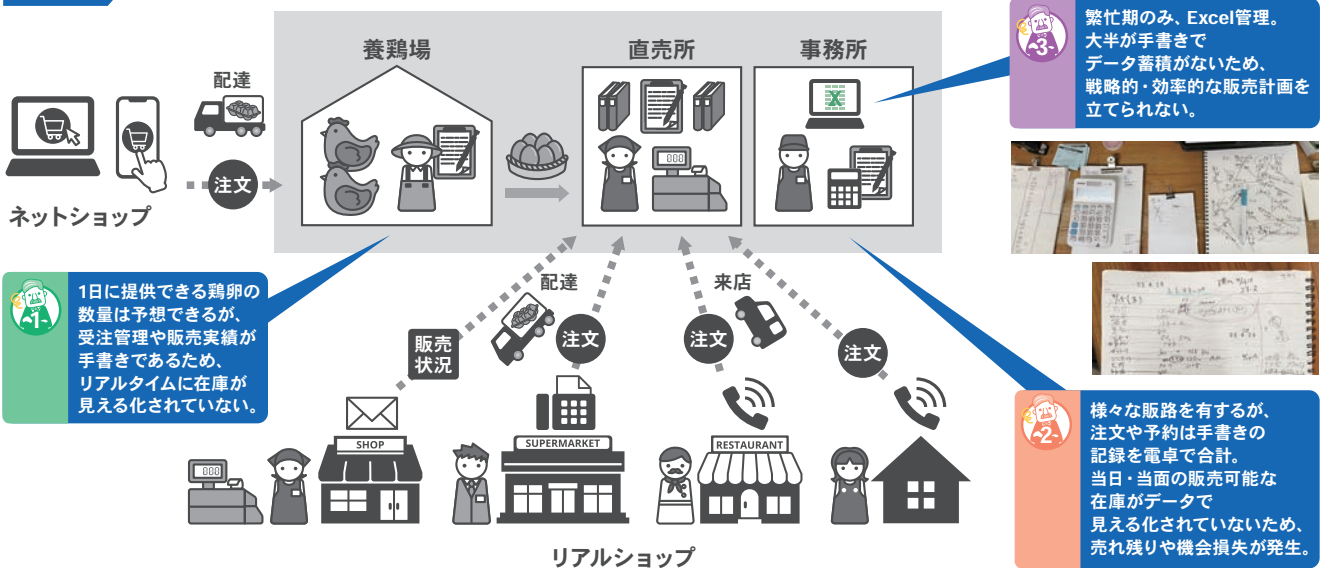 養鶏場
直売所
事務所
配達
注文
ネットショップ
~3~
繁忙期のみ、Excel管理。
大半が手書きで
データ蓄積がないため、
戦略的・効率的な販売計画を
立てられない。
~1~
1日に提供できる鶏卵の
数量は予想できるが、
受注管理や販売実績が
手書きであるため、
リアルタイムに在庫が
見える化されていない。
配達
来店
販売
状況
注文
注文
注文
SHOP
SUPERMARKET
RESTAURANT
リアルショップ
~2~
様々な販路を有するが、
注文や予約は手書きの
記録を電卓で合計。
当日・当面の販売可能な
在庫がデータで
見える化されていないため、
売れ残りや機会損失が発生。